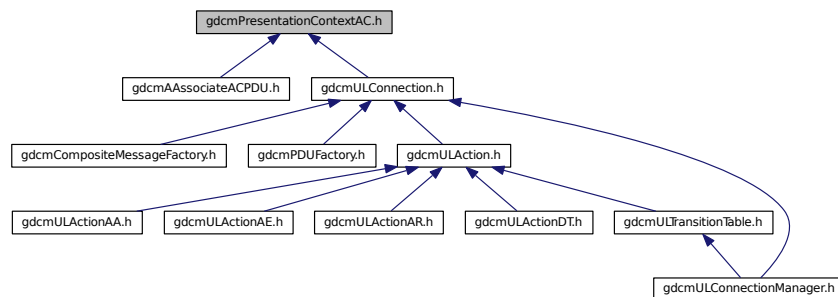 gdcmPresentationContextAC.h
gdcmAAssociateACPDU.h
gdcmULConnection.h
gdcmCompositeMessageFactory.h
gdcmPDUFactory.h
gdcmULAction.h
gdcmULActionAA.h
gdcmULActionAE.h
gdcmULActionAR.h
gdcmULActionDT.h
gdcmULTransitionTable.h
gdcmULConnectionManager.h